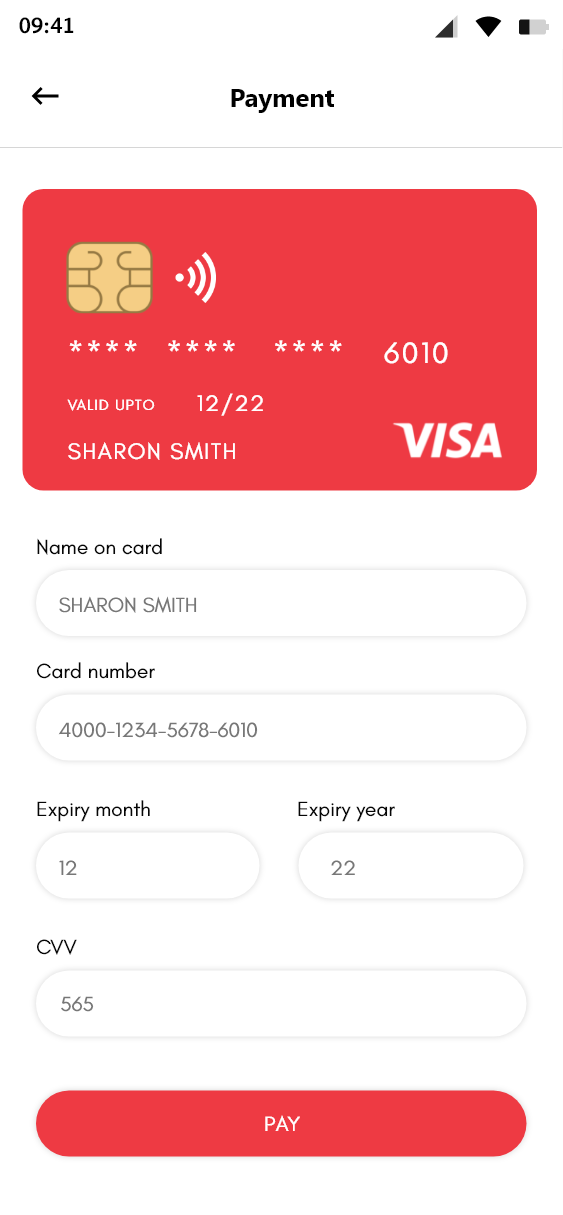 09:41
Payment
**** **** **** 6010
VALID UPTO 12/22
SHARON SMITH
VISA
Name on card
SHARON SMITH
Card number
4000-1234-5678-6010
Expiry month Expiry year
12 22
CVV
565
PAY